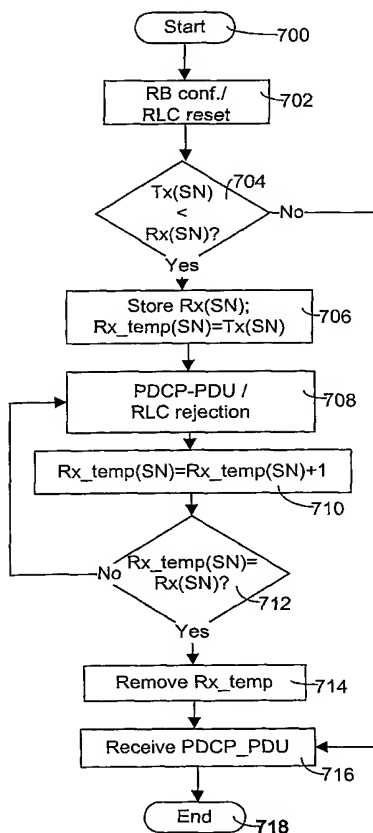 Start
700
RB conf./
RLC reset
702
Tx(SN)
<
Rx(SN)?
704
No
Yes
Store Rx(SN);
Rx_temp(SN)=Tx(SN)
706
PDCP-PDU /
RLC rejection
708
Rx_temp(SN)=Rx_temp(SN)+1
710
Rx_temp(SN)=
Rx(SN)?
712
No
Yes
Remove Rx_temp
714
Receive PDCP_PDU
716
End
718